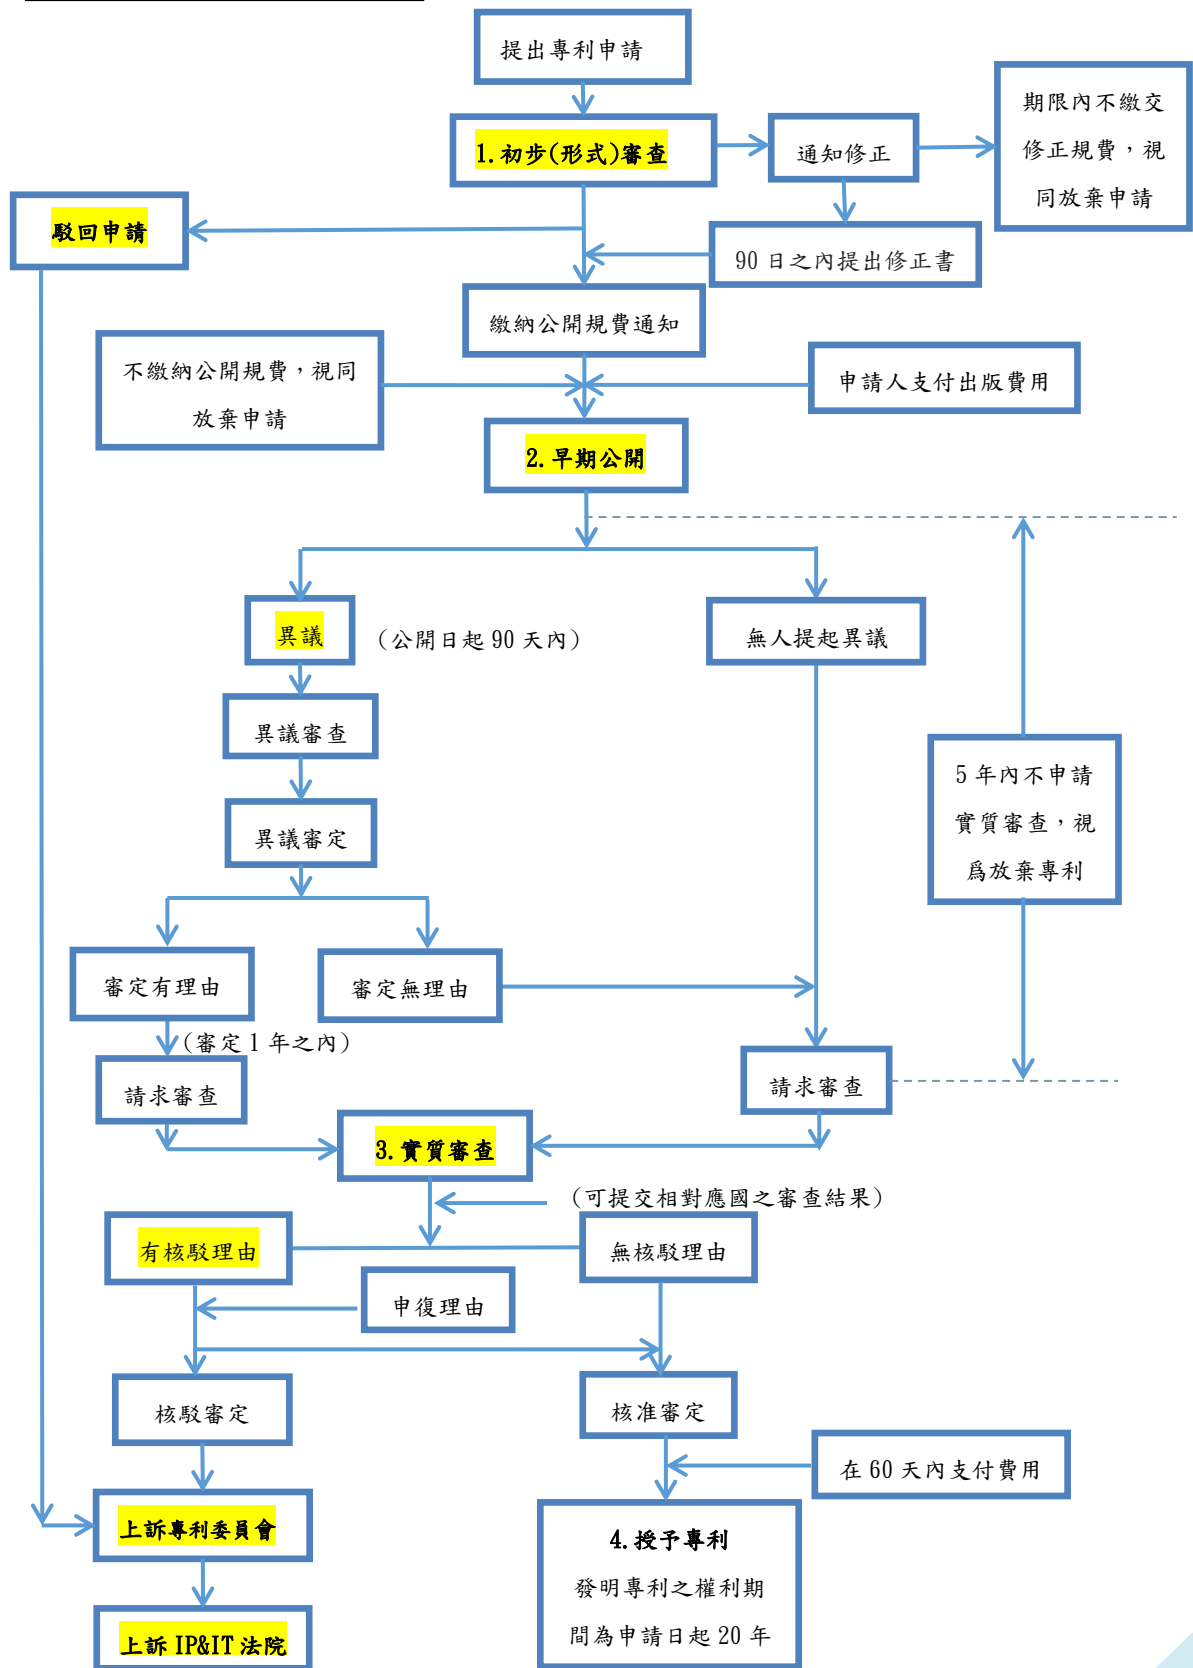 提出專利申請
1.初步(形式)審查
通知修正
期限內不繳交
修正規費，視
同放棄申請
駁回申請
90 日之內提出修正書
繳納公開規費通知
不繳納公開規費，視同
放棄申請
申請人支付出版費用
2.早期公開
異議
(公開日起 90 天內)
無人提起異議
異議審查
5 年內不申請
實質審查，視
為放棄專利
異議審定
審定有理由
審定無理由
(審定 1 年之內)
請求審查
請求審查
3.實質審查
(可提交相對應國之審查結果)
有核駁理由
無核駁理由
申復理由
核駁審定
核准審定
在 60 天內支付費用
上訴專利委員會
4.授予專利
發明專利之權利期
間為申請日起 20 年
上訴 IP&IT 法院